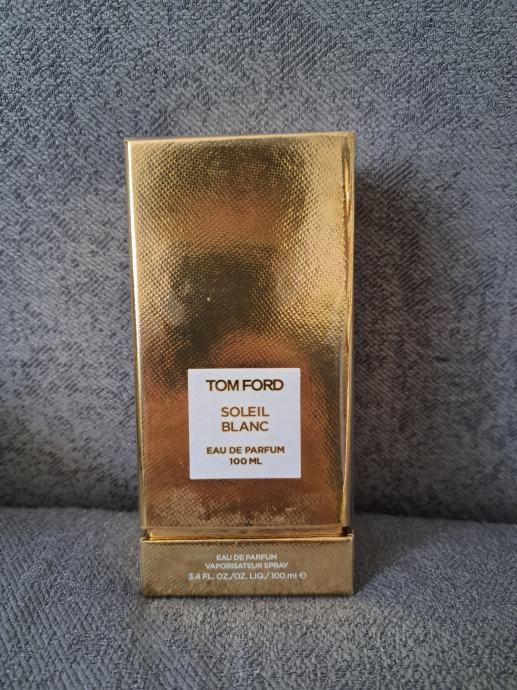 TOM FORD
SOLEIL
BLANC
EAU DE PARFUM
100 ML
EAU DE PARFUM
VAPORISATEUR SPRAY
3.4 FL. OZ./OZ. LIQ./100 ml ℮